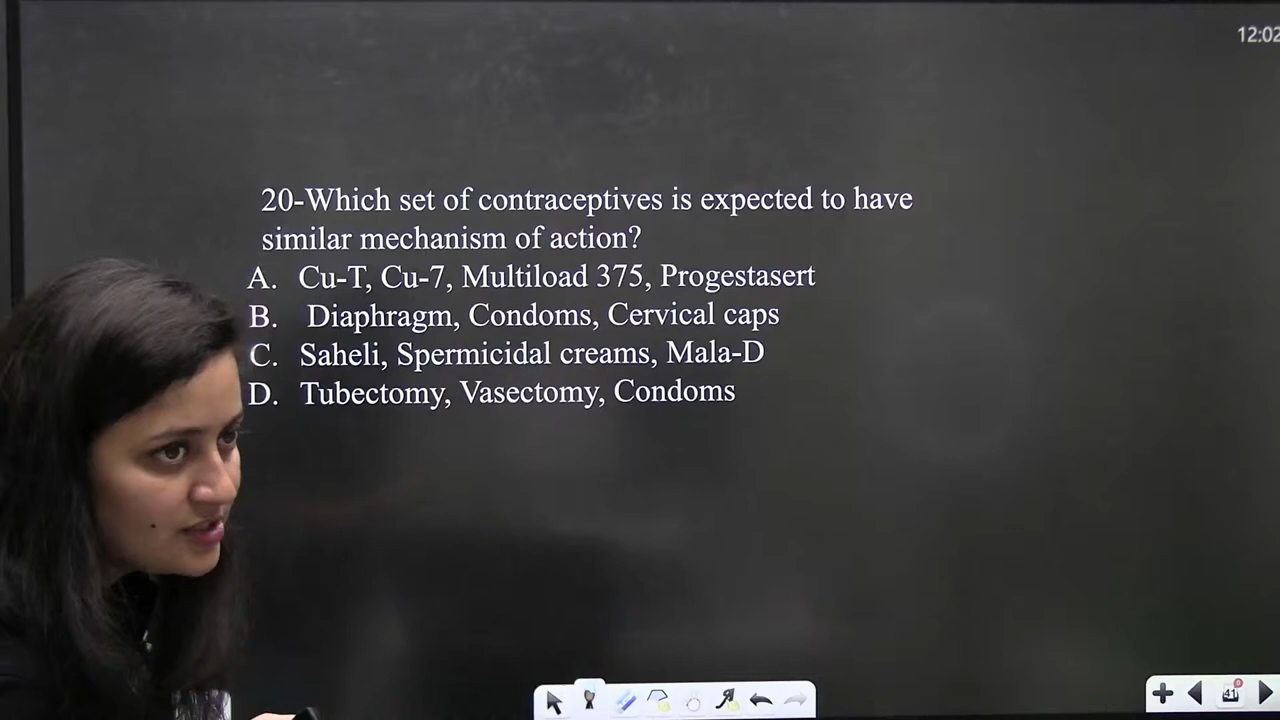 12:02
20-Which set of contraceptives is expected to have
similar mechanism of action?
A. Cu-T, Cu-7, Multiload 375, Progestasert
B. Diaphragm, Condoms, Cervical caps
C. Saheli, Spermicidal creams, Mala-D
D. Tubectomy, Vasectomy, Condoms
41